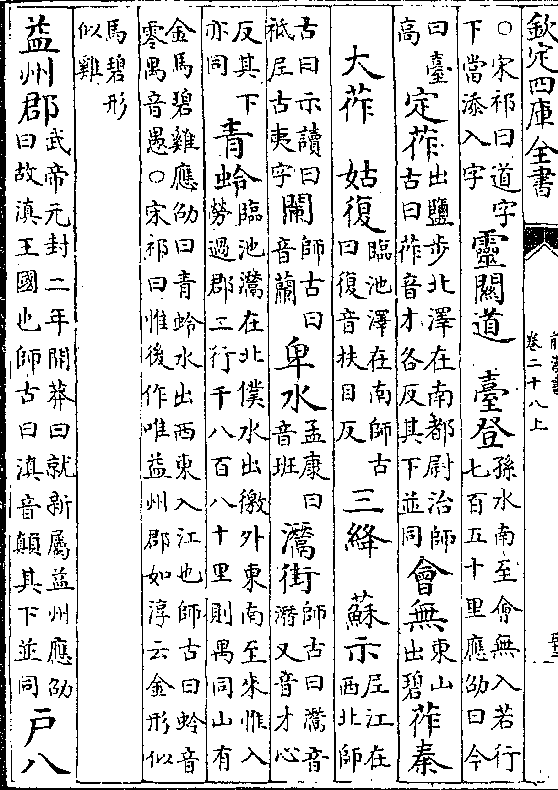 欽定四庫全書
卷二十八上
○宋祁曰道字下當添入字靈關道 臺登孫水南至會無入若行七百五十里應劭曰今
曰臺高定莋出鹽步北澤在南都尉治師古曰莋音才各反其下並同會無東山出碧莋秦
大莋 姑復臨池澤在南師古曰復音扶目反三絳 蘇示㞑江在西北師
古曰示讀曰祗㞑古夷字闌師古曰音蘭卑水孟康曰音班灊街師古曰灊音潛又音才心
反其下亦同青蛉臨池灊在北僕水出徼外東南至來惟入勞過郡二行千八百八十里則禺同山有
金馬碧雞應劭曰青蛉水出西東入江也師古曰蛉音零禺音愚○宋祁曰惟後作唯益州郡如淳云金形似
馬碧形似雞
益州郡武帝元封二年開莽曰就新屬益州應劭曰故滇王國也師古曰滇音顛其下並同戶八